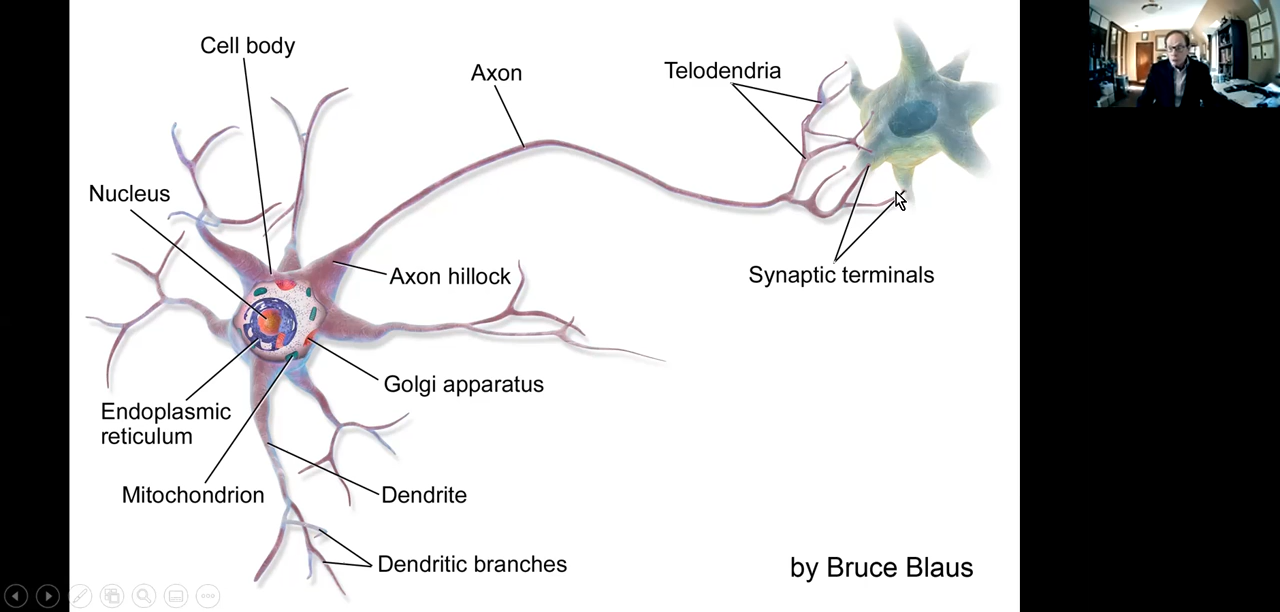 Cell body
Axon
Telodendria
Nucleus
Axon hillock
Synaptic terminals
Golgi apparatus
Endoplasmic
reticulum
Mitochondrion
Dendrite
Dendritic branches
by Bruce Blaus